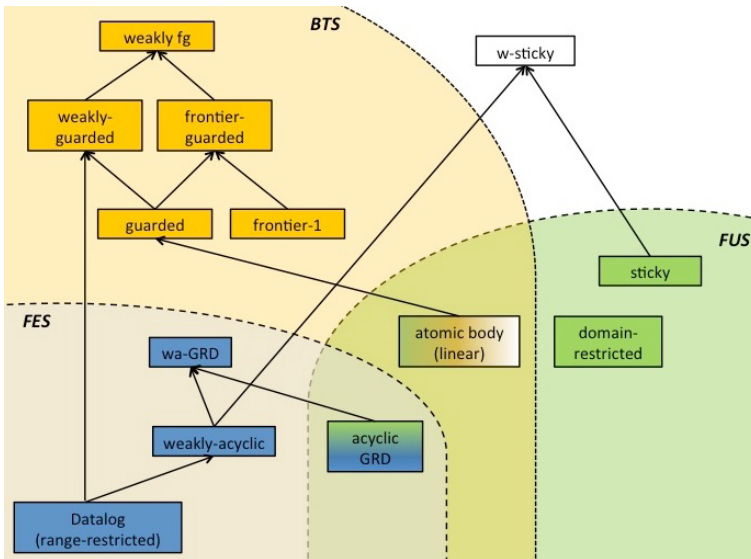 BTS
weakly fg
w-sticky
weakly-
guarded
frontier-
guarded
guarded
frontier-1
FUS
sticky
FES
atomic body
(linear)
domain-
restricted
wa-GRD
weakly-acyclic
acyclic
GRD
Datalog
(range-restricted)